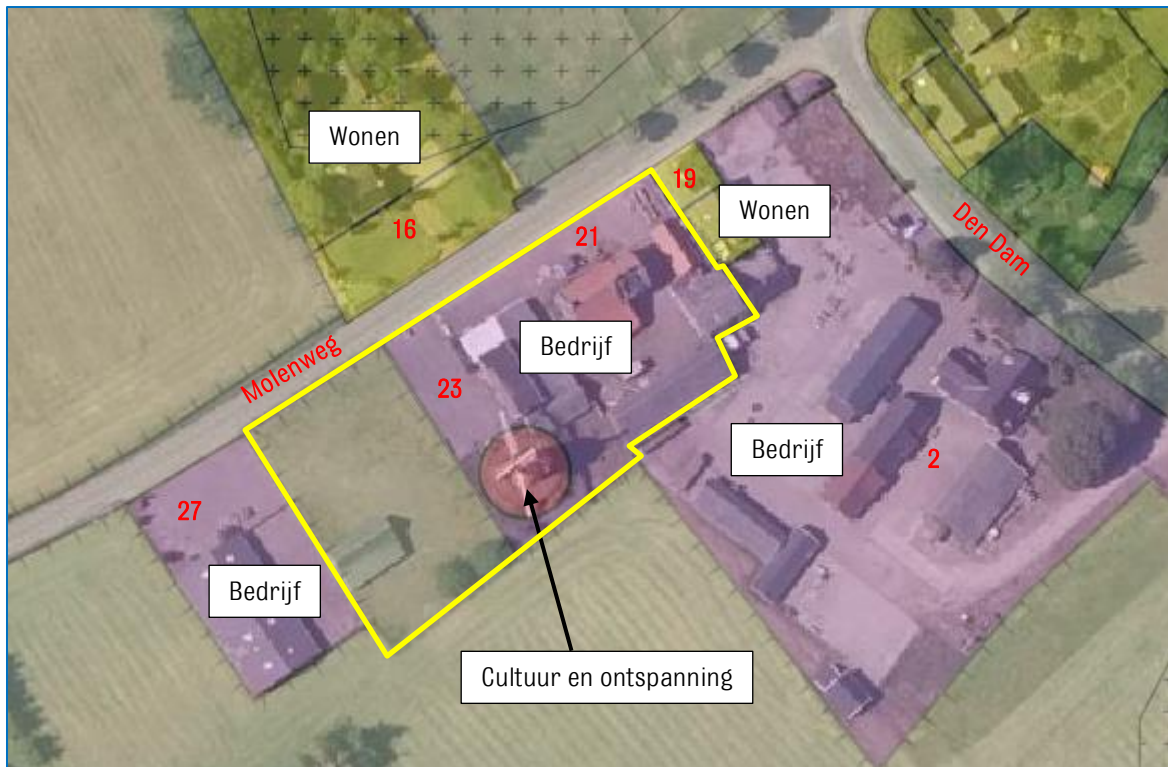 Wonen
16
19
Wonen
21
Den Dam
Bedrijf
Molenweg
23
Bedrijf
2
27
Bedrijf
Cultuur en ontspanning